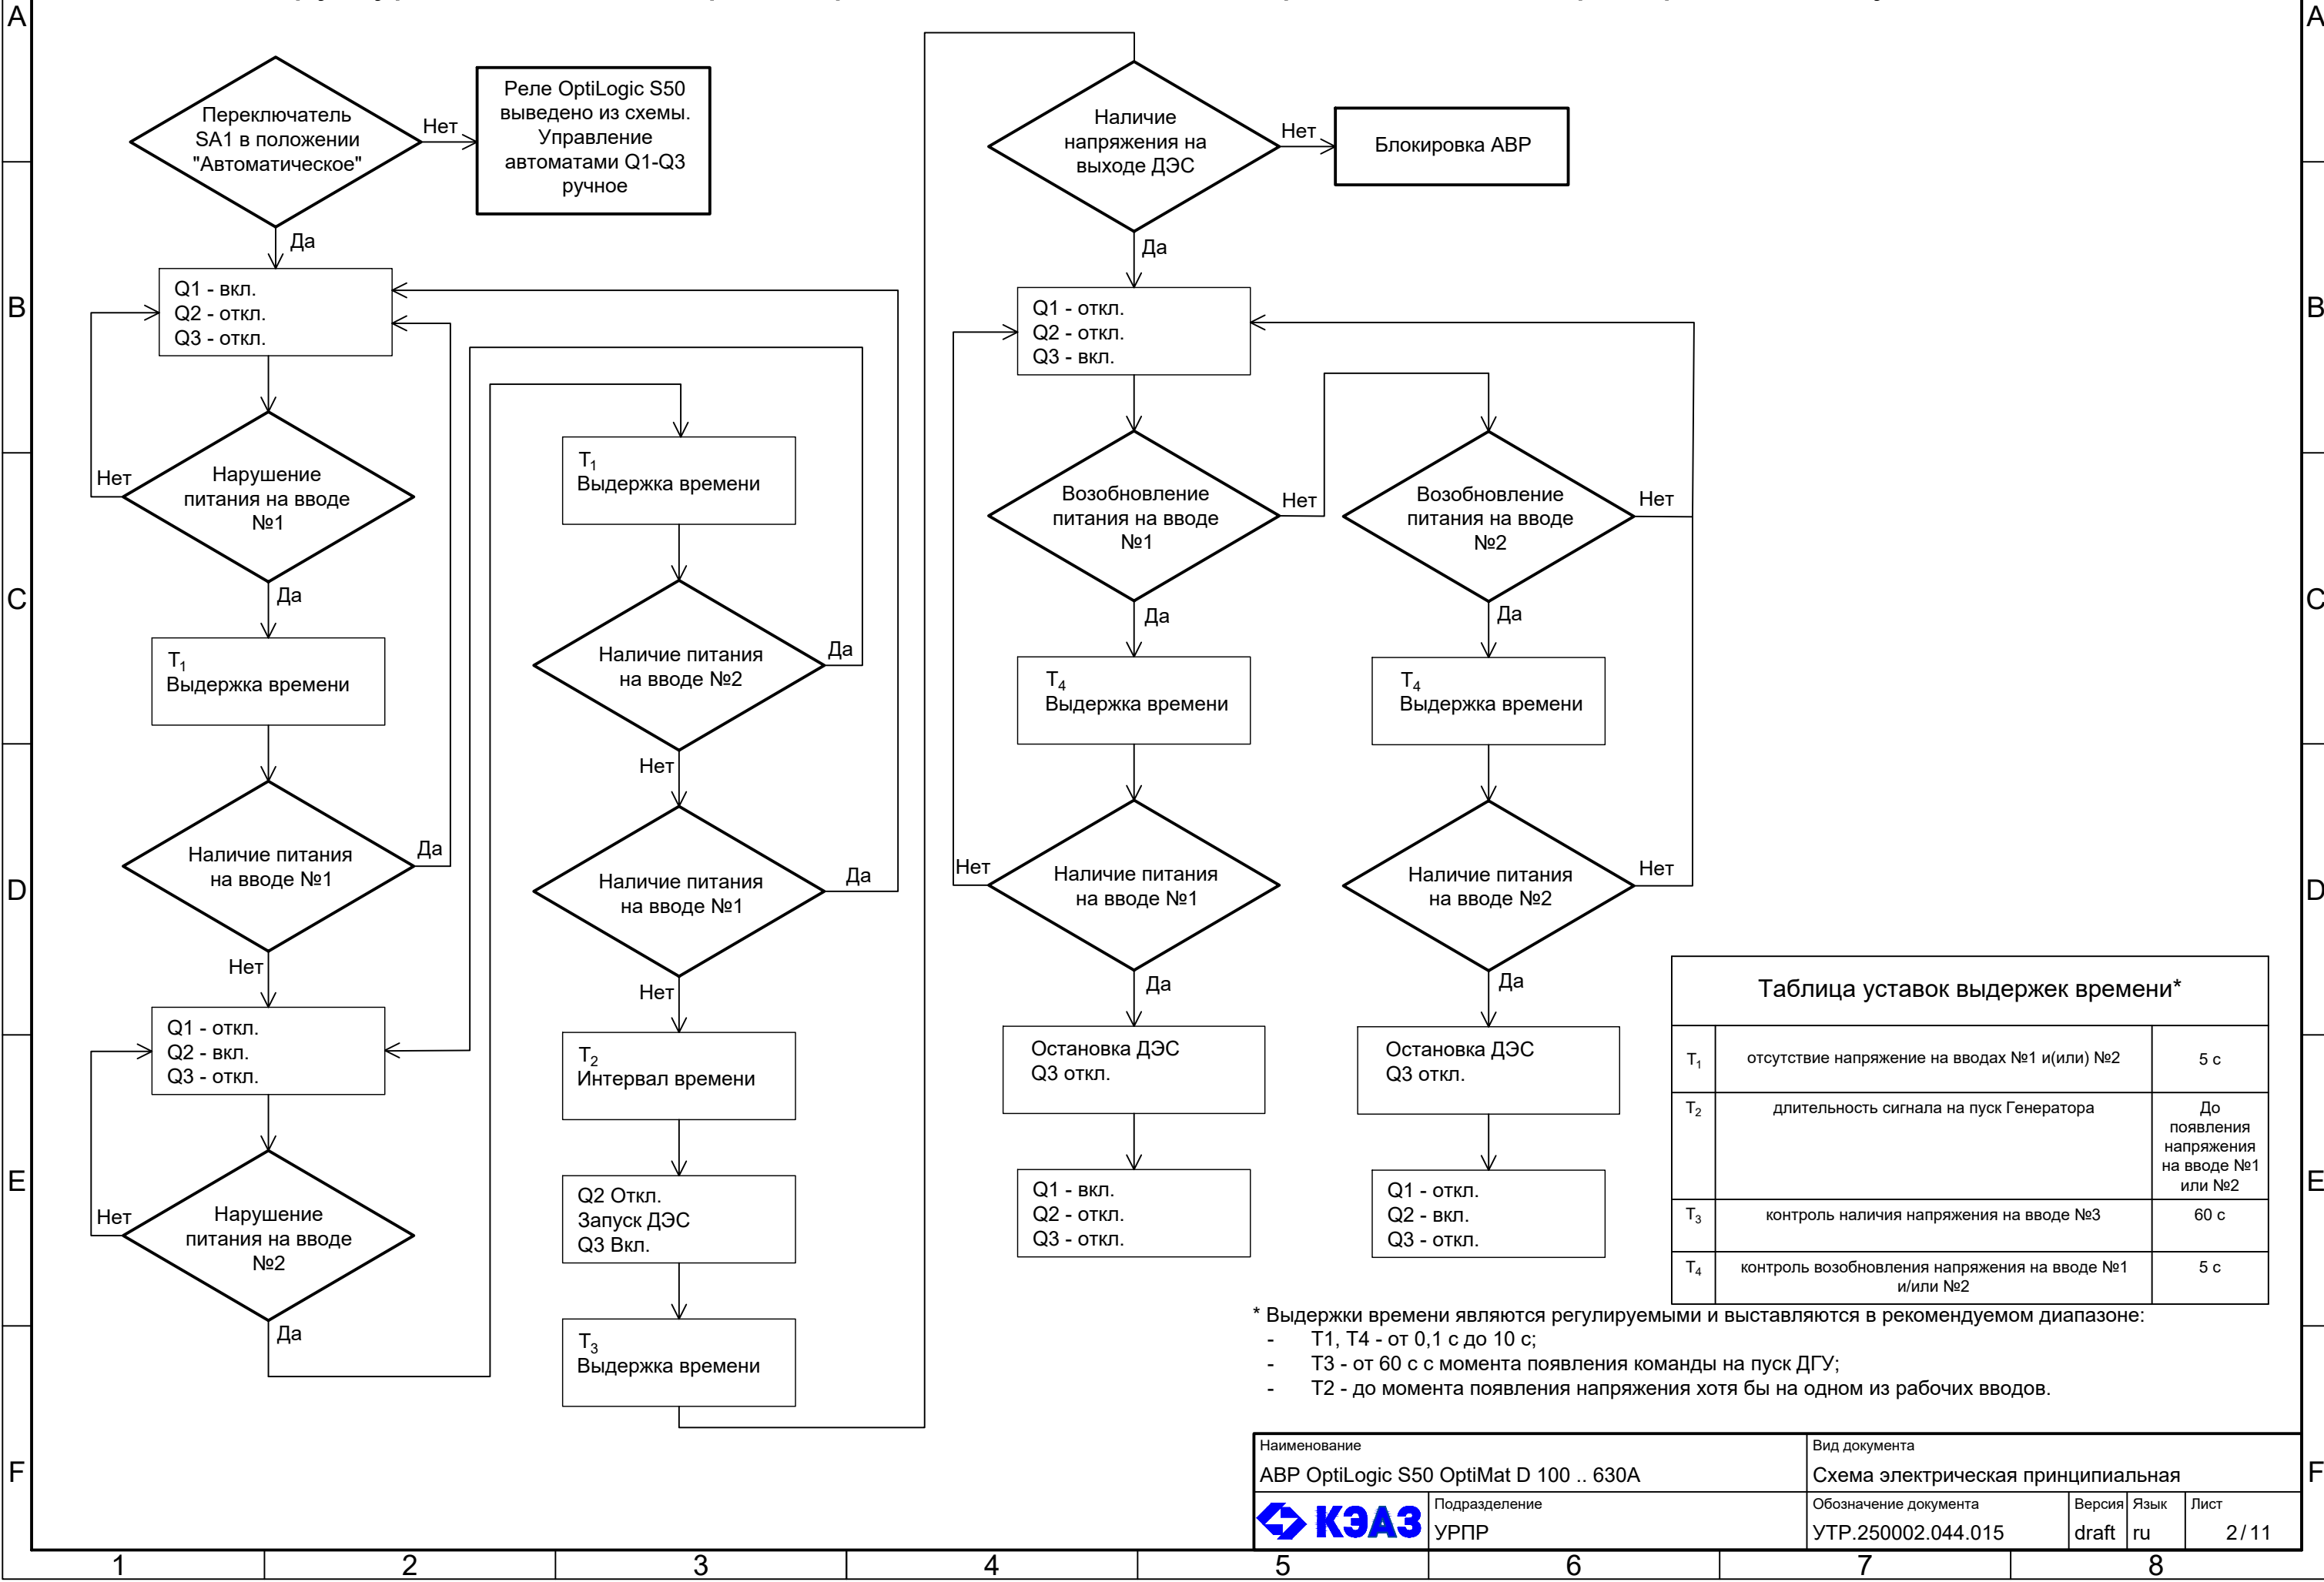 A
A
Переключатель
SA1 в положении
"Автоматическое"
Нет
Реле OptiLogic S50
выведено из схемы.
Управление
автоматами Q1-Q3
ручное
Да
B
Q1 - вкл.
Q2 - откл.
Q3 - откл.
Нарушение
питания на вводе
№1
Нет
Да
C
T1
Выдержка времени
Наличие питания
на вводе №1
Да
Нет
D
Q1 - откл.
Q2 - вкл.
Q3 - откл.
Нарушение
питания на вводе
№2
Нет
Да
E
F
T1
Выдержка времени
Наличие питания
на вводе №2
Да
Нет
Наличие питания
на вводе №1
Да
Нет
T2
Интервал времени
Q2 Откл.
Запуск ДЭС
Q3 Вкл.
T3
Выдержка времени
Наличие
напряжения на
выходе ДЭС
Нет
Блокировка АВР
Да
Q1 - откл.
Q2 - откл.
Q3 - вкл.
Возобновление
питания на вводе
№1
Нет
Да
T4
Выдержка времени
Наличие питания
на вводе №1
Нет
Да
Остановка ДЭС
Q3 откл.
Q1 - вкл.
Q2 - откл.
Q3 - откл.
Возобновление
питания на вводе
№2
Нет
Да
T4
Выдержка времени
Наличие питания
на вводе №2
Нет
Да
Остановка ДЭС
Q3 откл.
Q1 - откл.
Q2 - вкл.
Q3 - откл.
B
C
D
E
F
Таблица уставок выдержек времени*
T1 отсутствие напряжение на вводах №1 и(или) №2 5 с
T2 длительность сигнала на пуск Генератора До
появления
напряжения
на вводе №1
или №2
T3 контроль наличия напряжения на вводе №3 60 с
T4 контроль возобновления напряжения на вводе №1 5 с
и/или №2
* Выдержки времени являются регулируемыми и выставляются в рекомендуемом диапазоне:
- Т1, Т4 - от 0,1 с до 10 с;
- Т3 - от 60 с с момента появления команды на пуск ДГУ;
- Т2 - до момента появления напряжения хотя бы на одном из рабочих вводов.
Наименование
АВР OptiLogic S50 OptiMat D 100 .. 630А
Вид документа
Схема электрическая принципиальная
КЭАЗ
Подразделение
УРПР
Обозначение документа
УТР.250002.044.015
Версия
draft
Язык
ru
Лист
2 / 11
1 2 3 4 5 6 7 8